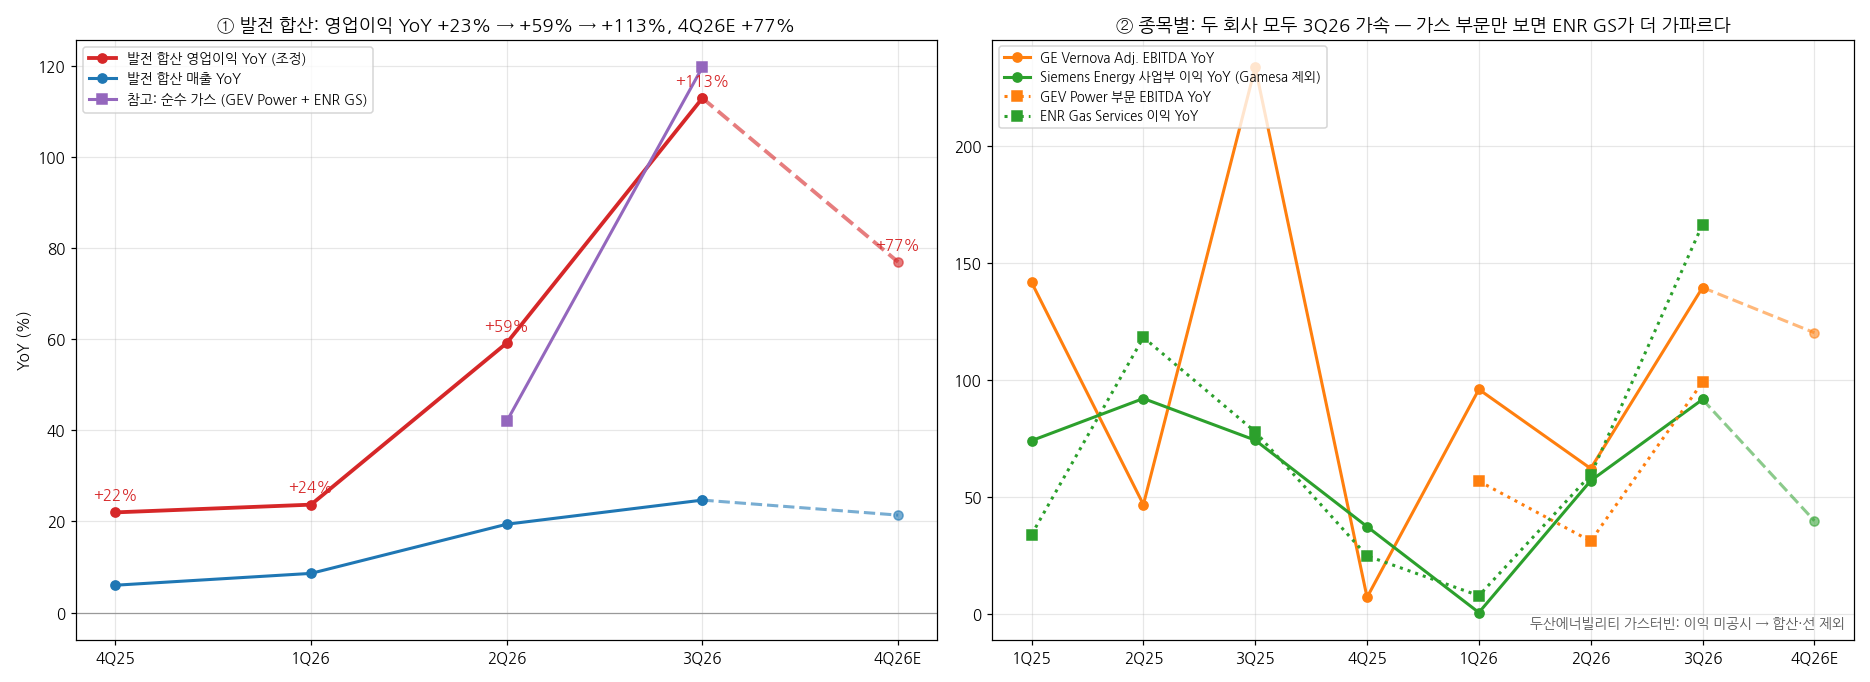 ① 발전 합산: 영업이익 YoY +23% → +59% → +113%, 4Q26E +77%
발전 합산 영업이익 YoY (조정)
발전 합산 매출 YoY
참고: 순수 가스 (GEV Power + ENR GS)
YoY (%)
120
100
80
60
40
20
0
+22%
+24%
+59%
+113%
+77%
4Q25
1Q26
2Q26
3Q26
4Q26E
② 종목별: 두 회사 모두 3Q26 가속 — 가스 부문만 보면 ENR GS가 더 가파르다
GE Vernova Adj. EBITDA YoY
Siemens Energy 사업부 이익 YoY (Gamesa 제외)
GEV Power 부문 EBITDA YoY
ENR Gas Services 이익 YoY
200
150
100
50
0
두산에너빌리티 가스터빈: 이익 미공시 → 합산·선 제외
1Q25
2Q25
3Q25
4Q25
1Q26
2Q26
3Q26
4Q26E